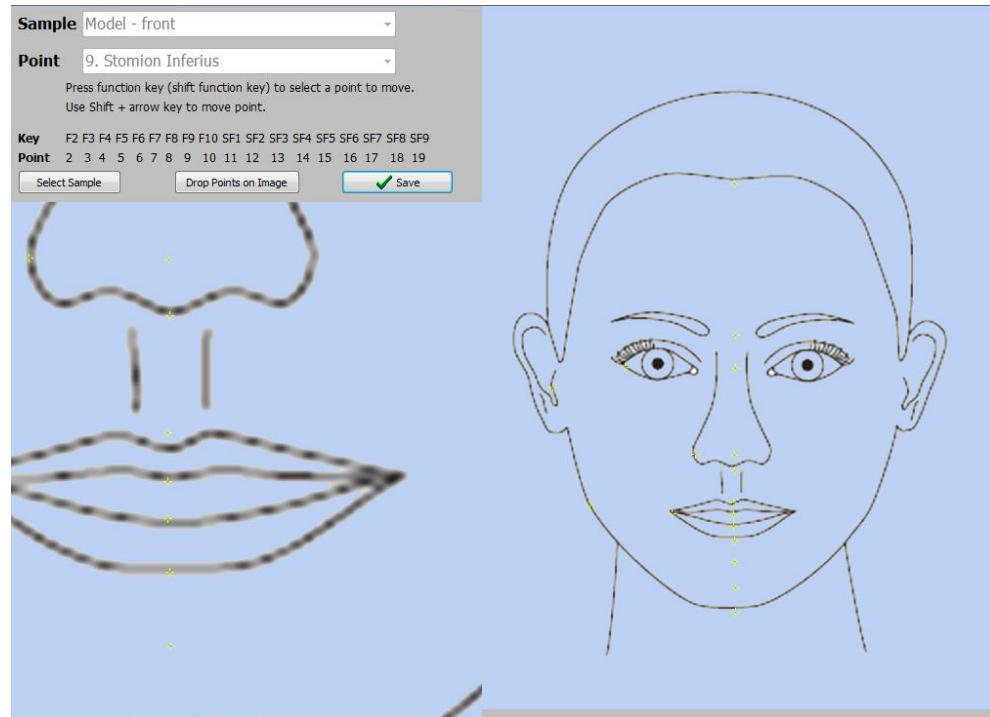 Sample Model - front
Point 9. Stomion Inferius
Press function key (shift function key) to select a point to move.
Use Shift + arrow key to move point.
Key F2 F3 F4 F5 F6 F7 F8 F9 F10 SF1 SF2 SF3 SF4 SF5 SF6 SF7 SF8 SF9
Point 2 3 4 5 6 7 8 9 10 11 12 13 14 15 16 17 18 19
Select Sample Drop Points on Image Save